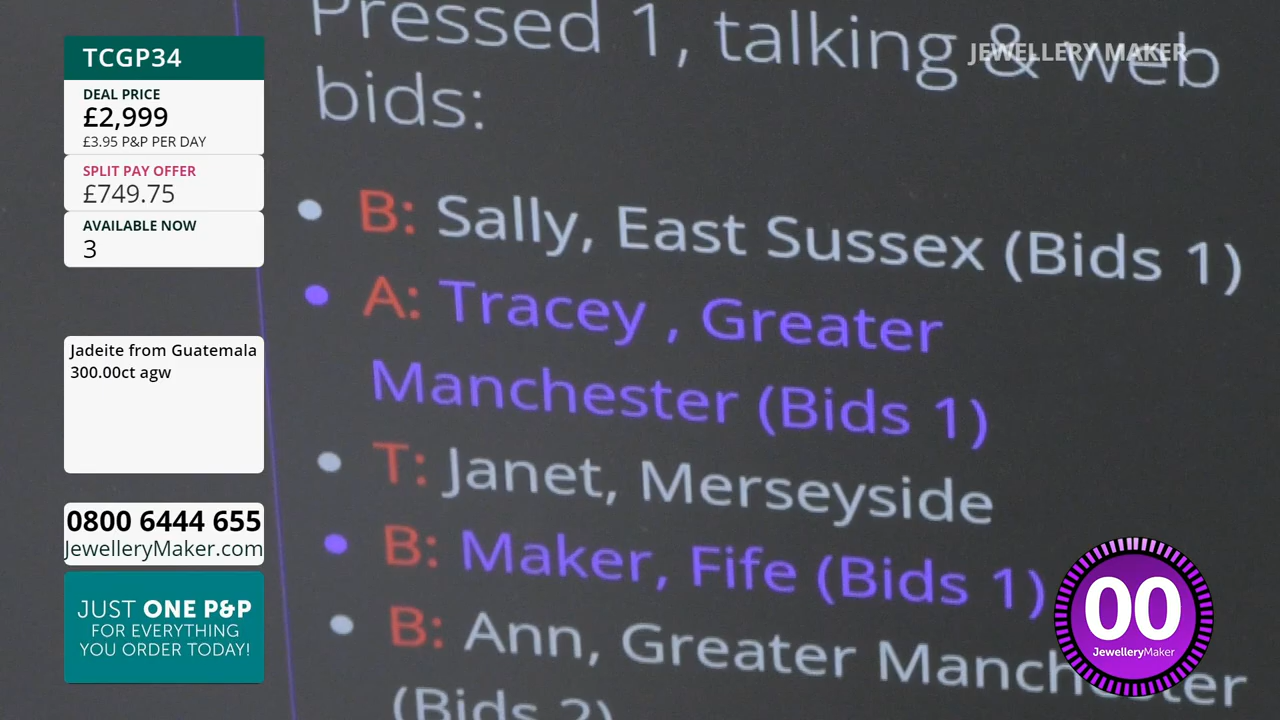 TCGP34
DEAL PRICE
£2,999
£3.95 P&P PER DAY
SPLIT PAY OFFER
£749.75
AVAILABLE NOW
3
Jadeite from Guatemala
300.00ct agw
0800 6444 655
JewelleryMaker.com
JUST ONE P&P
FOR EVERYTHING
YOU ORDER TODAY!
JEWELLERY MAKER
Pressed 1, talking & web
bids:
B: Sally, East Sussex (Bids 1)
A: Tracey , Greater
Manchester (Bids 1)
T: Janet, Merseyside
B: Maker, Fife (Bids 1)
B: Ann, Greater Manchester
(Bids 2)
00
JewelleryMaker